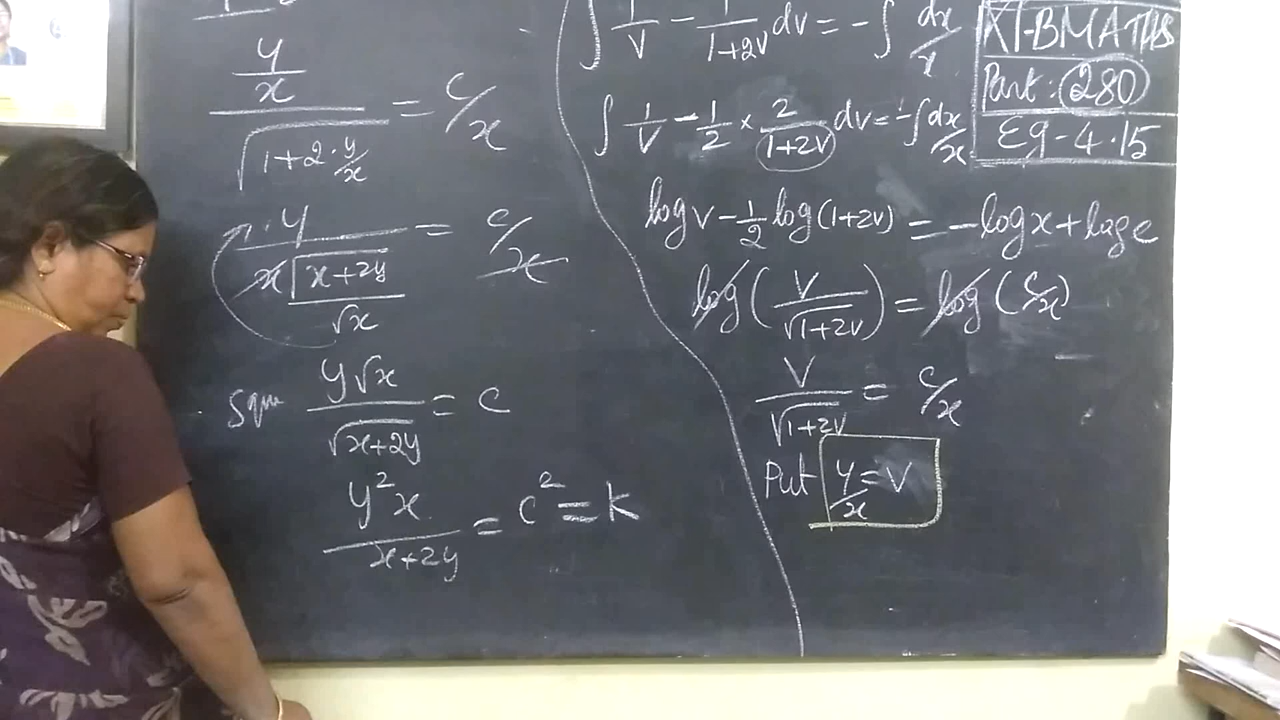 y/x / √(1+2·y/x) = c/x
y / (x √(x+2y) / √x) = c/x
Squ y√x / √(x+2y) = c
y²x / (x+2y) = c² = k
∫ 1/V − 1/(1+2V) dv = −∫ dx/x
∫ 1/V − 1/2 × 2/(1+2V) dv = −∫ dx/x
log v − 1/2 log(1+2v) = −log x + log c
log (V/√(1+2V)) = log (c/x)
V/√(1+2V) = c/x
Put y/x = V
XI-BMATHS
Part: 280
Eg-4.15